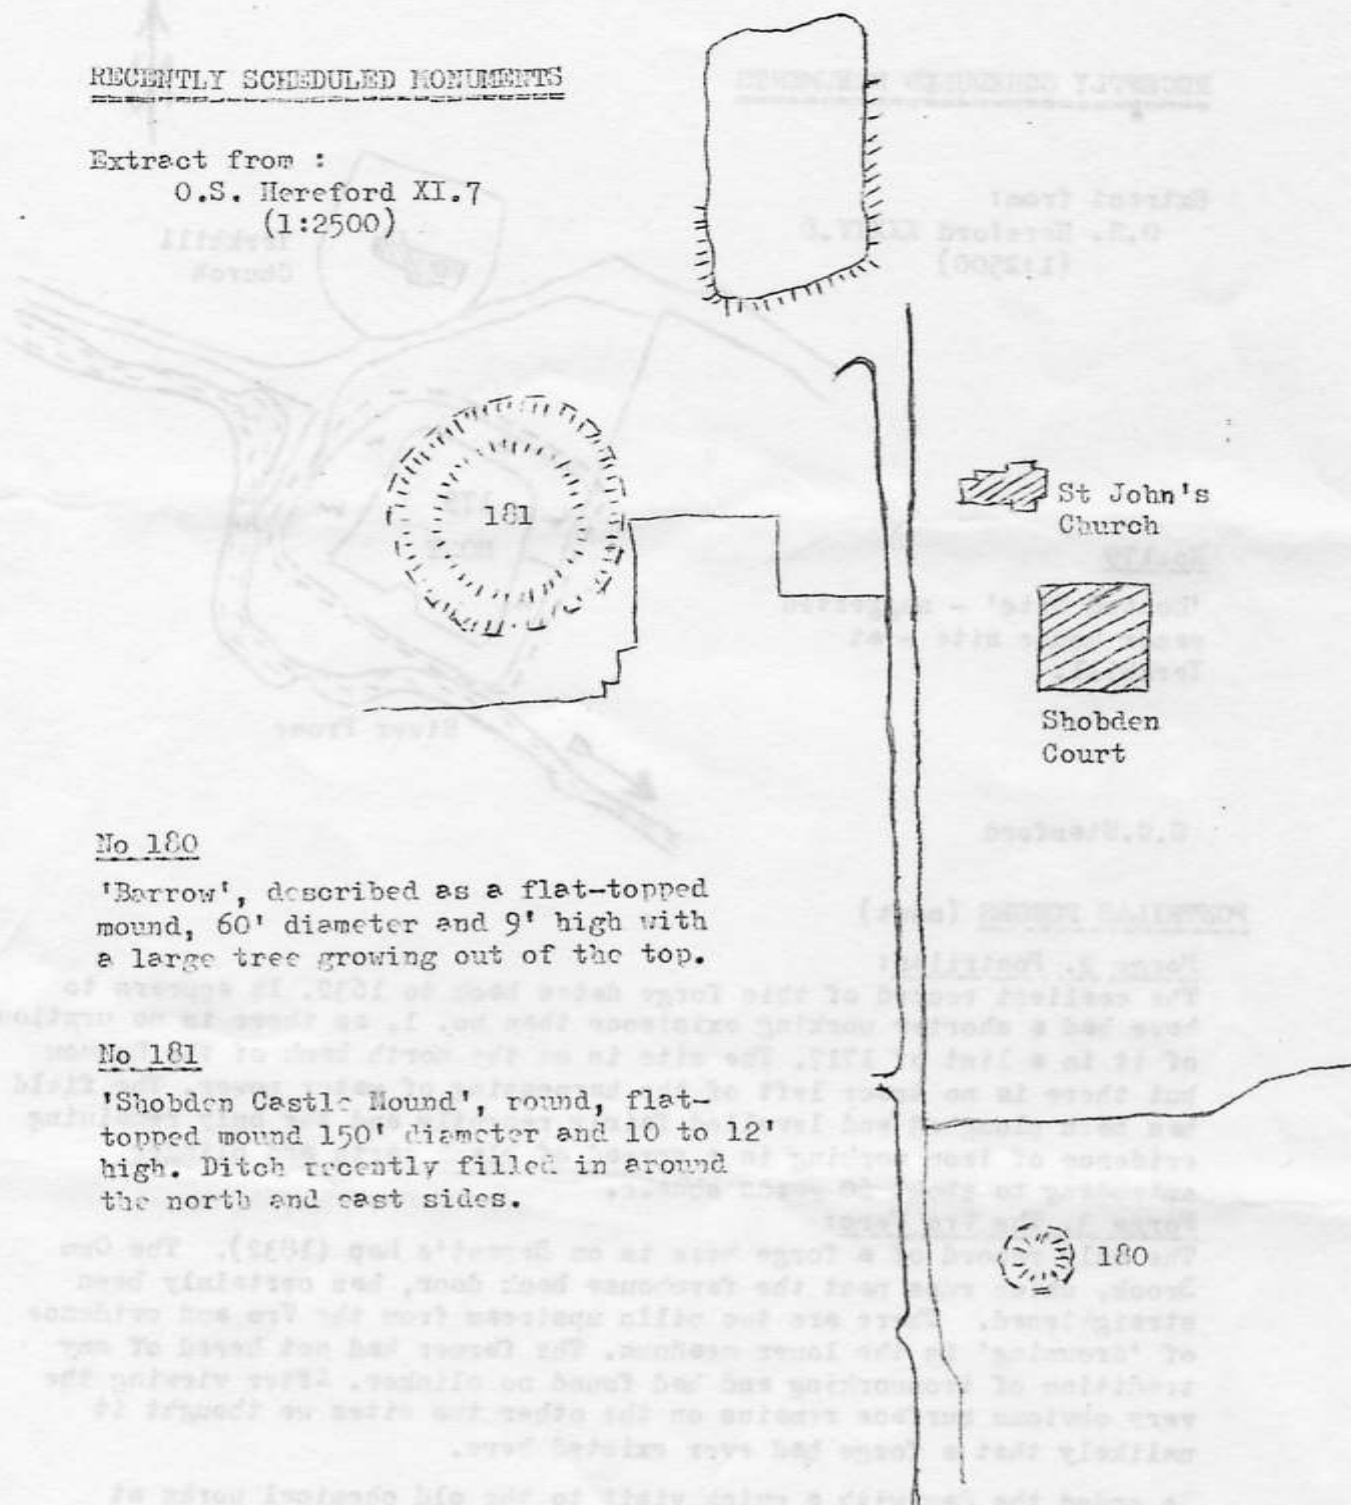 RECENTLY SCHEDULED MONUMENTS
Extract from :
O.S. Hereford XI.7
(1:2500)
181
St John's
Church
Shobden
Court
No 180
'Barrow', described as a flat-topped
mound, 60' diameter and 9' high with
a large tree growing out of the top.
No 181
'Shobden Castle Mound', round, flat-
topped mound 150' diameter and 10 to 12'
high. Ditch recently filled in around
the north and east sides.
180